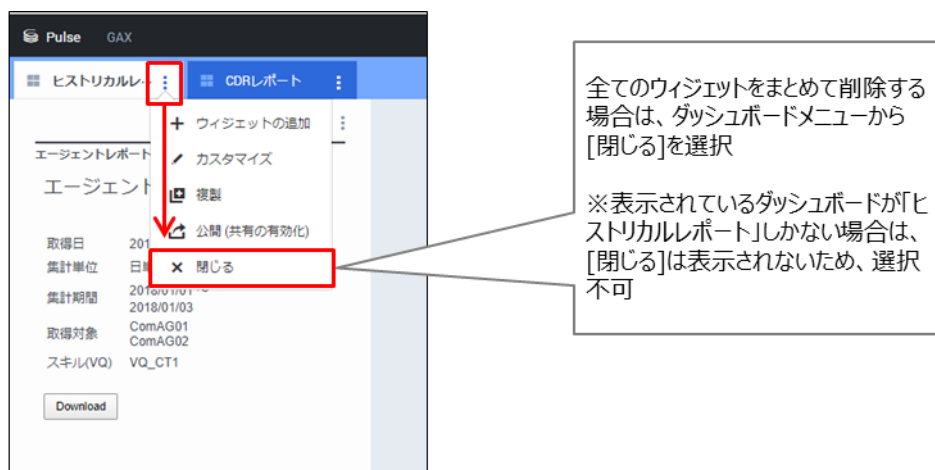 Pulse GAX
ヒストリカルレ… CDRレポート
ウィジェットの追加
エージェントレポート
カスタマイズ
エージェント
複製
公開 (共有の有効化)
取得日 201
集計単位 日
閉じる
集計期間 2018/01/01～
2018/01/03
取得対象 ComAG01
ComAG02
スキル(VQ) VQ_CT1
Download
全てのウィジェットをまとめて削除する
場合は、ダッシュボードメニューから
[閉じる]を選択
※表示されているダッシュボードが「ヒ
ストリカルレポート」しかない場合は、
[閉じる]は表示されないため、選択
不可